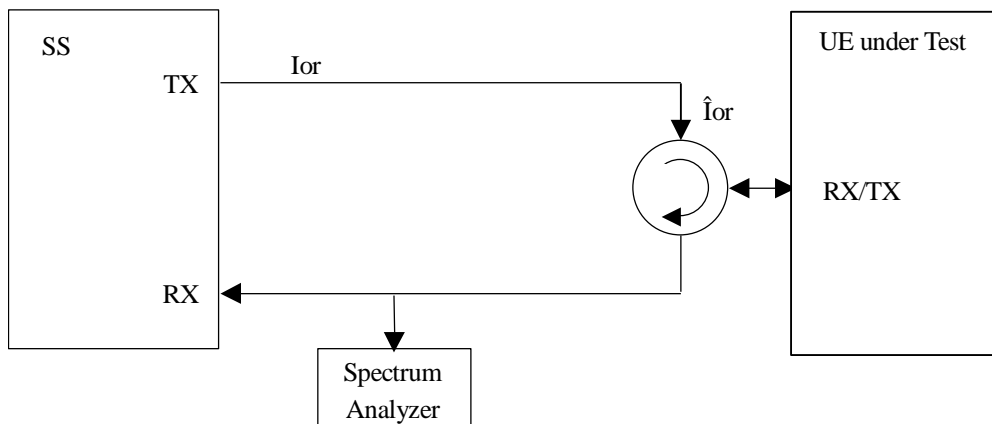 SS
UE under Test
TX
Ior
Îor
RX/TX
RX
Spectrum
Analyzer